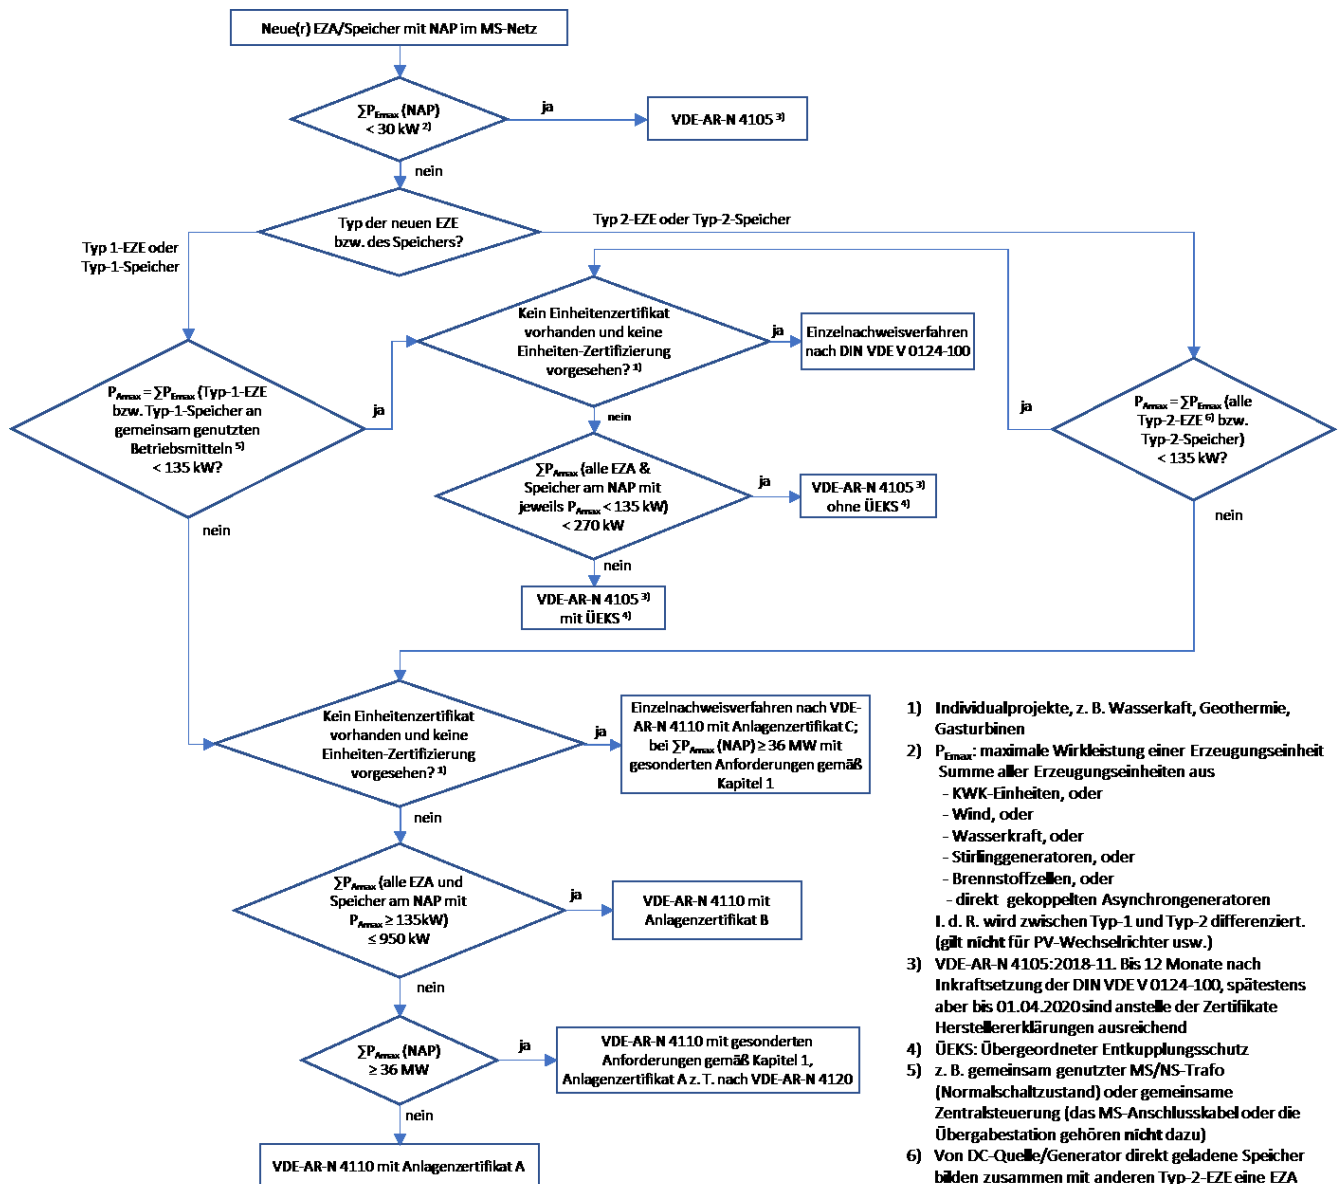 Neue(r) EZA/Speicher mit NAP im MS-Netz
∑P_Emax (NAP)
< 30 kW ²⁾
ja
VDE-AR-N 4105 ³⁾
nein
Typ der neuen EZE
bzw. des Speichers?
Typ 2-EZE oder Typ-2-Speicher
Typ 1-EZE oder
Typ-1-Speicher
Kein Einheitenzertifikat
vorhanden und keine
Einheiten-Zertifizierung
vorgesehen? ¹⁾
ja
Einzelnachweisverfahren
nach DIN VDE V 0124-100
P_Amax = ∑P_Emax (Typ-1-EZE
bzw. Typ-1-Speicher an
gemeinsam genutzten
Betriebsmitteln ⁵⁾
< 135 kW?
ja
nein
P_Amax = ∑P_Emax (alle
Typ-2-EZE ⁶⁾ bzw.
Typ-2-Speicher)
< 135 kW?
ja
nein
nein
∑P_Amax (alle EZA &
Speicher am NAP mit
jeweils P_Amax < 135 kW)
< 270 kW
ja
VDE-AR-N 4105 ³⁾
ohne ÜEKS ⁴⁾
nein
VDE-AR-N 4105 ³⁾
mit ÜEKS ⁴⁾
Kein Einheitenzertifikat
vorhanden und keine
Einheiten-Zertifizierung
vorgesehen? ¹⁾
ja
Einzelnachweisverfahren nach VDE-
AR-N 4110 mit Anlagenzertifikat C;
bei ∑P_Amax (NAP) ≥ 36 MW mit
gesonderten Anforderungen gemäß
Kapitel 1
nein
∑P_Amax (alle EZA und
Speicher am NAP mit
P_Amax ≥ 135kW)
≤ 950 kW
ja
VDE-AR-N 4110 mit
Anlagenzertifikat B
nein
∑P_Amax (NAP)
≥ 36 MW
ja
VDE-AR-N 4110 mit gesonderten
Anforderungen gemäß Kapitel 1,
Anlagenzertifikat A z. T. nach VDE-AR-N 4120
nein
VDE-AR-N 4110 mit Anlagenzertifikat A
1) Individualprojekte, z. B. Wasserkaft, Geothermie,
Gasturbinen
2) P_Emax: maximale Wirkleistung einer Erzeugungseinheit
Summe aller Erzeugungseinheiten aus
- KWK-Einheiten, oder
- Wind, oder
- Wasserkraft, oder
- Stirlinggeneratoren, oder
- Brennstoffzellen, oder
- direkt gekoppelten Asynchrongeneratoren
I. d. R. wird zwischen Typ-1 und Typ-2 differenziert.
(gilt nicht für PV-Wechselrichter usw.)
3) VDE-AR-N 4105:2018-11. Bis 12 Monate nach
Inkraftsetzung der DIN VDE V 0124-100, spätestens
aber bis 01.04.2020 sind anstelle der Zertifikate
Herstellererklärungen ausreichend
4) ÜEKS: Übergeordneter Entkupplungsschutz
5) z. B. gemeinsam genutzter MS/NS-Trafo
(Normalschaltzustand) oder gemeinsame
Zentralsteuerung (das MS-Anschlusskabel oder die
Übergabestation gehören nicht dazu)
6) Von DC-Quelle/Generator direkt geladene Speicher
bilden zusammen mit anderen Typ-2-EZE eine EZA